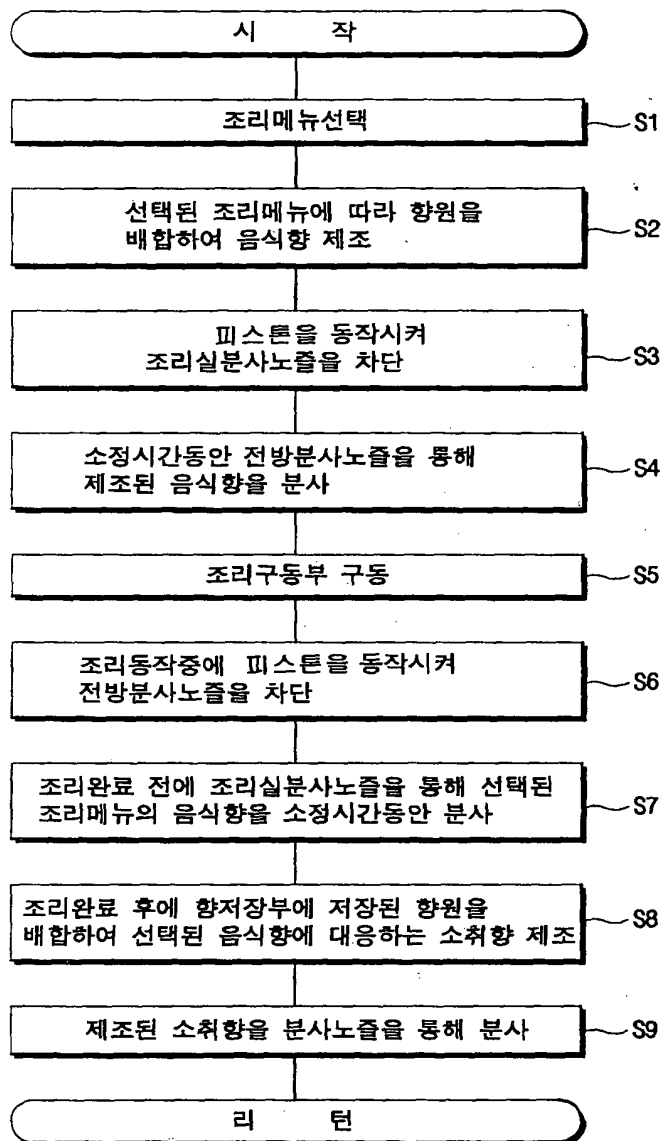 시 작
조리메뉴선택
S1
선택된 조리메뉴에 따라 향원을
배합하여 음식향 제조
S2
피스톤을 동작시켜
조리실분사노즐을 차단
S3
소정시간동안 전방분사노즐을 통해
제조된 음식향을 분사
S4
조리구동부 구동
S5
조리동작중에 피스톤을 동작시켜
전방분사노즐을 차단
S6
조리완료 전에 조리실분사노즐을 통해 선택된
조리메뉴의 음식향을 소정시간동안 분사
S7
조리완료 후에 향저장부에 저장된 향원을
배합하여 선택된 음식향에 대응하는 소취향 제조
S8
제조된 소취향을 분사노즐을 통해 분사
S9
리 턴